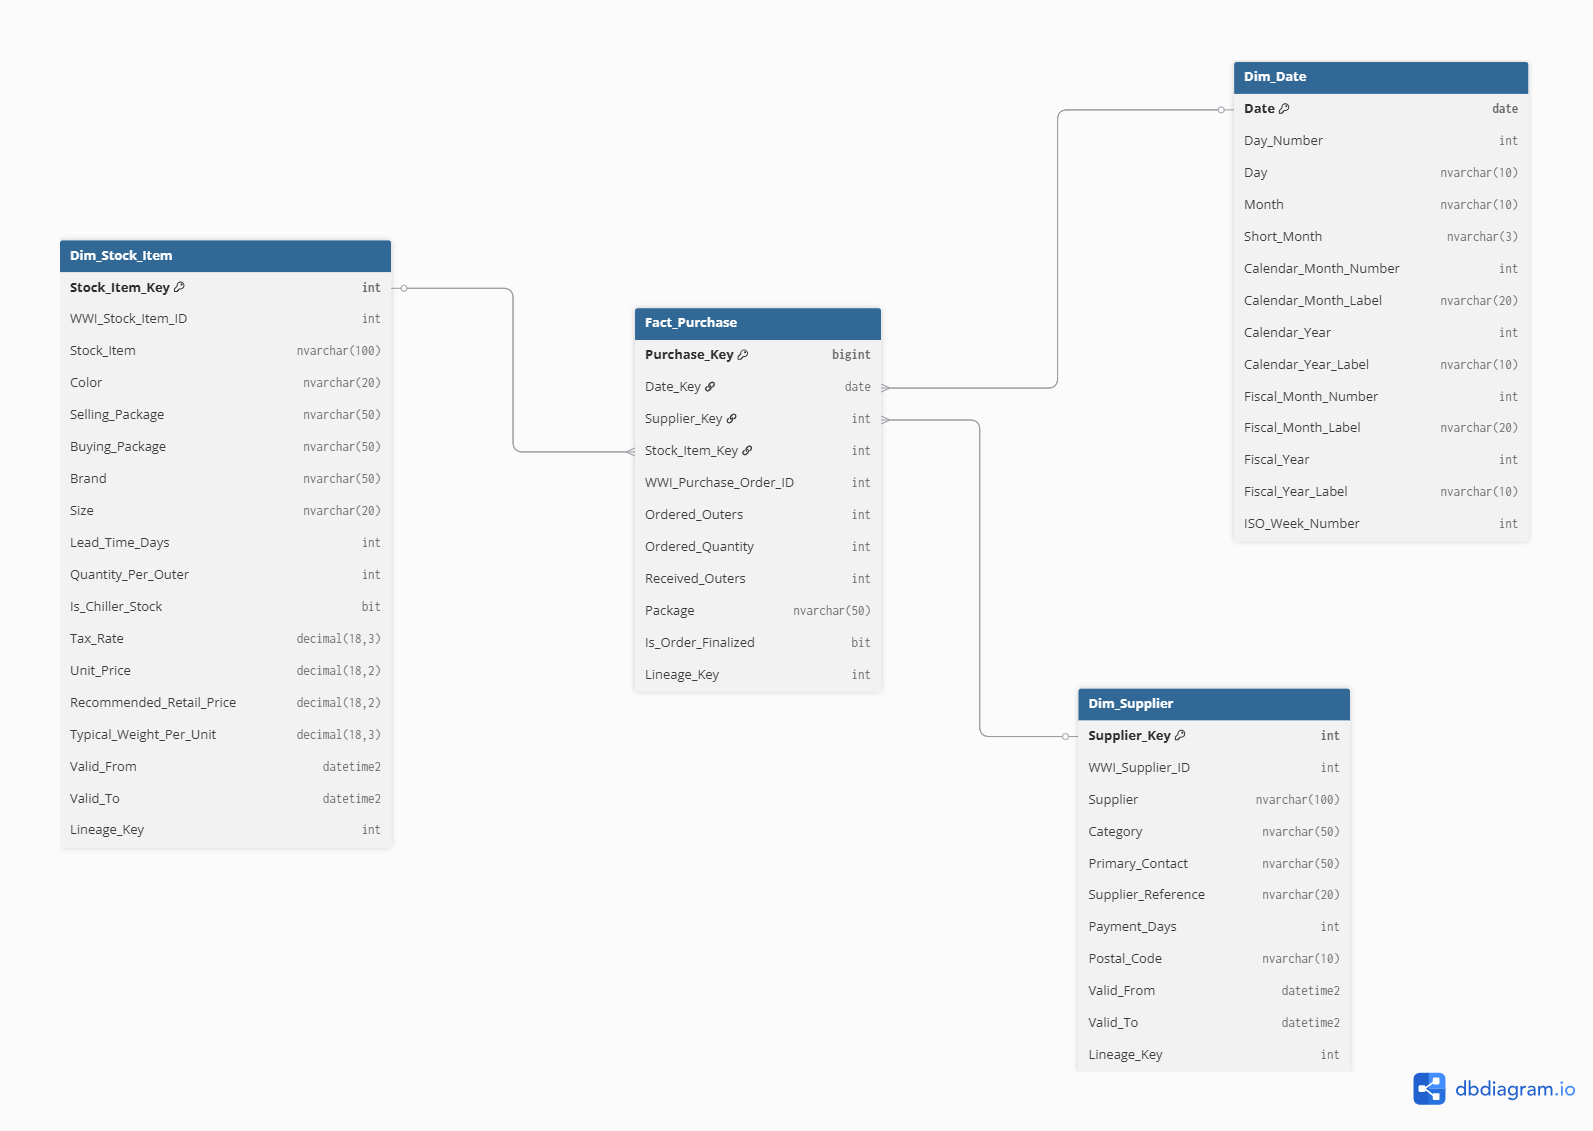 Dim_Date
Date date
Day_Number int
Day nvarchar(10)
Month nvarchar(10)
Short_Month nvarchar(3)
Calendar_Month_Number int
Calendar_Month_Label nvarchar(20)
Calendar_Year int
Calendar_Year_Label nvarchar(10)
Fiscal_Month_Number int
Fiscal_Month_Label nvarchar(20)
Fiscal_Year int
Fiscal_Year_Label nvarchar(10)
ISO_Week_Number int
Dim_Stock_Item
Stock_Item_Key int
WWI_Stock_Item_ID int
Stock_Item nvarchar(100)
Color nvarchar(20)
Selling_Package nvarchar(50)
Buying_Package nvarchar(50)
Brand nvarchar(50)
Size nvarchar(20)
Lead_Time_Days int
Quantity_Per_Outer int
Is_Chiller_Stock bit
Tax_Rate decimal(18,3)
Unit_Price decimal(18,2)
Recommended_Retail_Price decimal(18,2)
Typical_Weight_Per_Unit decimal(18,3)
Valid_From datetime2
Valid_To datetime2
Lineage_Key int
Fact_Purchase
Purchase_Key bigint
Date_Key date
Supplier_Key int
Stock_Item_Key int
WWI_Purchase_Order_ID int
Ordered_Outers int
Ordered_Quantity int
Received_Outers int
Package nvarchar(50)
Is_Order_Finalized bit
Lineage_Key int
Dim_Supplier
Supplier_Key int
WWI_Supplier_ID int
Supplier nvarchar(100)
Category nvarchar(50)
Primary_Contact nvarchar(50)
Supplier_Reference nvarchar(20)
Payment_Days int
Postal_Code nvarchar(10)
Valid_From datetime2
Valid_To datetime2
Lineage_Key int
dbdiagram.io